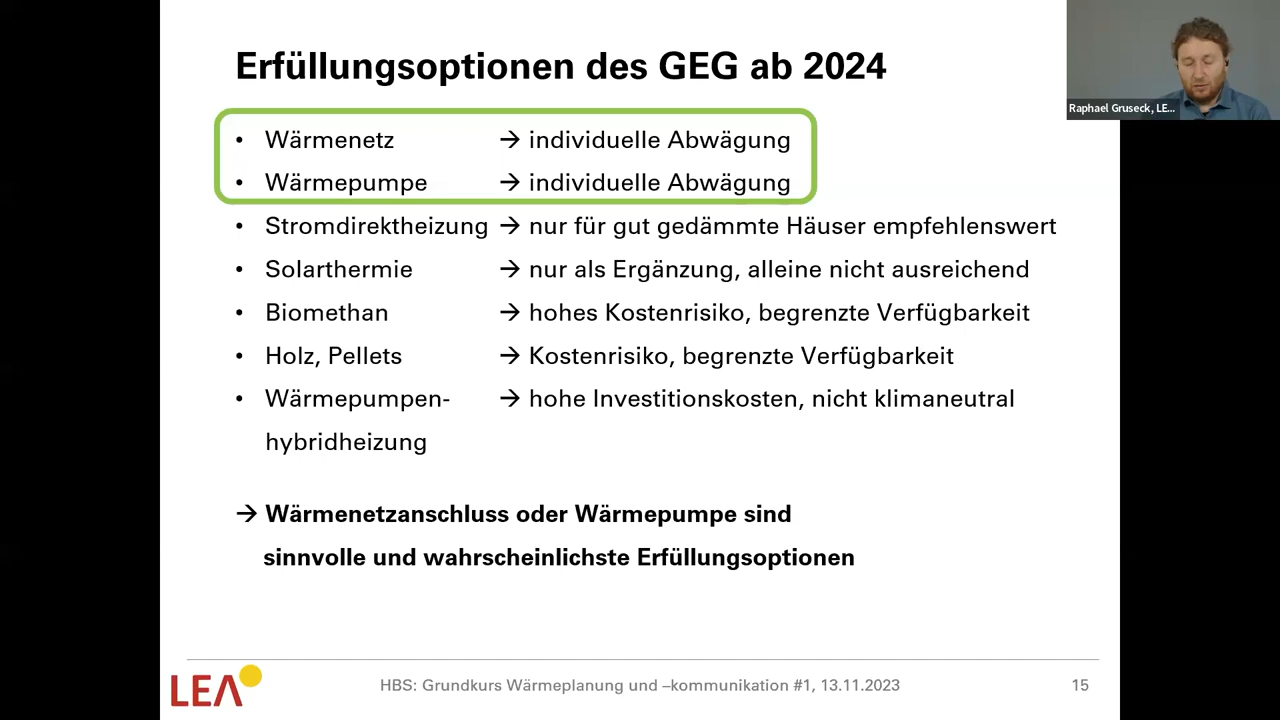 Erfüllungsoptionen des GEG ab 2024
Raphael Gruseck, LE...
• Wärmenetz → individuelle Abwägung
• Wärmepumpe → individuelle Abwägung
• Stromdirektheizung → nur für gut gedämmte Häuser empfehlenswert
• Solarthermie → nur als Ergänzung, alleine nicht ausreichend
• Biomethan → hohes Kostenrisiko, begrenzte Verfügbarkeit
• Holz, Pellets → Kostenrisiko, begrenzte Verfügbarkeit
• Wärmepumpen- → hohe Investitionskosten, nicht klimaneutral
hybridheizung
→ Wärmenetzanschluss oder Wärmepumpe sind
sinnvolle und wahrscheinlichste Erfüllungsoptionen
LEA
HBS: Grundkurs Wärmeplanung und –kommunikation #1, 13.11.2023
15